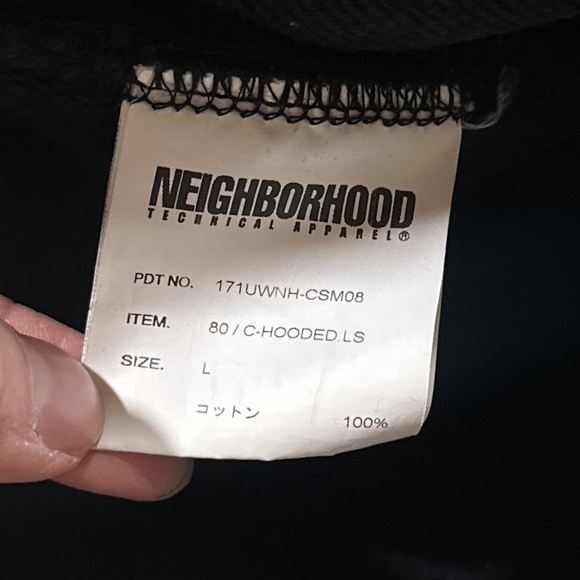 NEIGHBORHOOD
TECHNICAL APPAREL®
PDT NO. 171UWNH-CSM08
ITEM. 80 / C-HOODED.LS
SIZE. L
コットン 100%